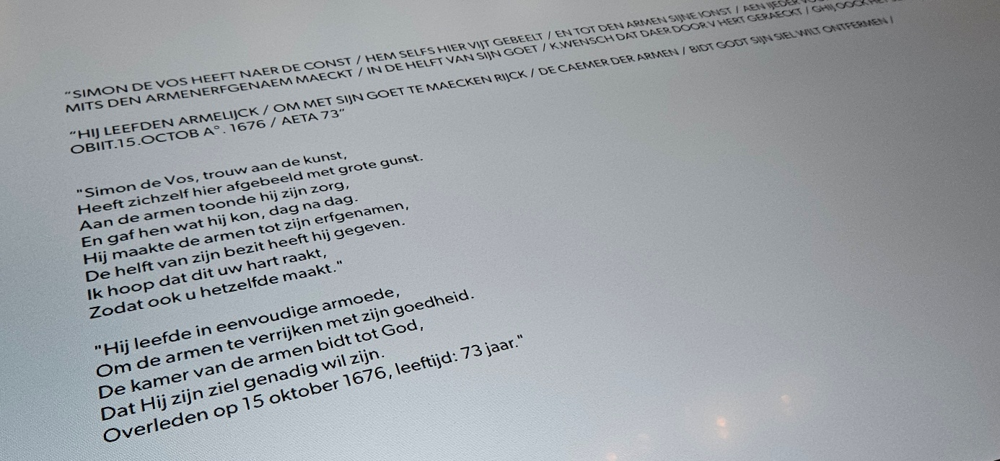 "SIMON DE VOS HEEFT NAER DE CONST / HEM SELFS HIER VIJT GEBEELT / EN TOT DEN ARMEN SIJNE IONST / AEN IJEDER
MITS DEN ARMENERFGENAEM MAECKT / IN DE HELFT VAN SIJN GOET / K.WENSCH DAT DAER DOOR V HERT GERAECKT / GHIJ OOCK HET
"HIJ LEEFDEN ARMELIJCK / OM MET SIJN GOET TE MAECKEN RIJCK / DE CAEMER DER ARMEN / BIDT GODT SIJN SIEL WILT ONTFERMEN /
OBIIT.15.OCTOB A°. 1676 / AETA 73"
"Simon de Vos, trouw aan de kunst,
Heeft zichzelf hier afgebeeld met grote gunst.
Aan de armen toonde hij zijn zorg,
En gaf hen wat hij kon, dag na dag.
Hij maakte de armen tot zijn erfgenamen,
De helft van zijn bezit heeft hij gegeven.
Ik hoop dat dit uw hart raakt,
Zodat ook u hetzelfde maakt."
"Hij leefde in eenvoudige armoede,
Om de armen te verrijken met zijn goedheid.
De kamer van de armen bidt tot God,
Dat Hij zijn ziel genadig wil zijn.
Overleden op 15 oktober 1676, leeftijd: 73 jaar."